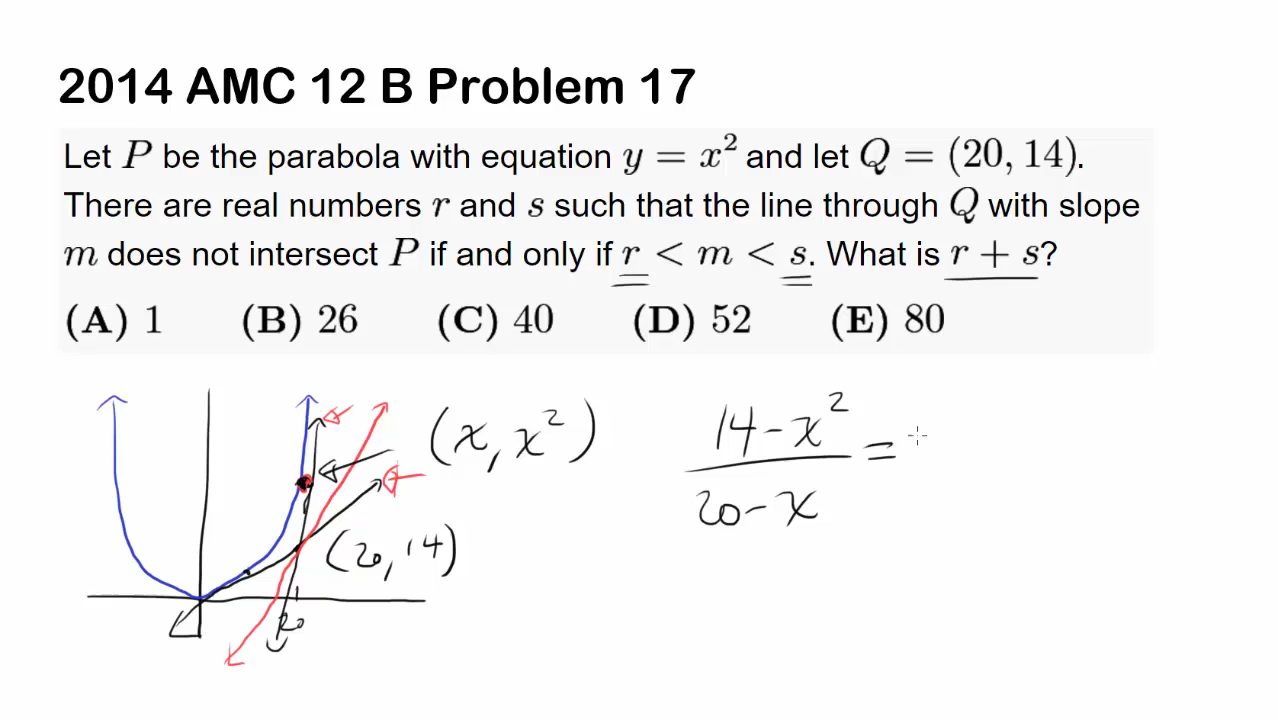 2014 AMC 12 B Problem 17
Let P be the parabola with equation y = x² and let Q = (20, 14).
There are real numbers r and s such that the line through Q with slope
m does not intersect P if and only if r < m < s. What is r + s?
(A) 1 (B) 26 (C) 40 (D) 52 (E) 80
(x, x²)
14 - x²
=
20 - x
(20, 14)
20